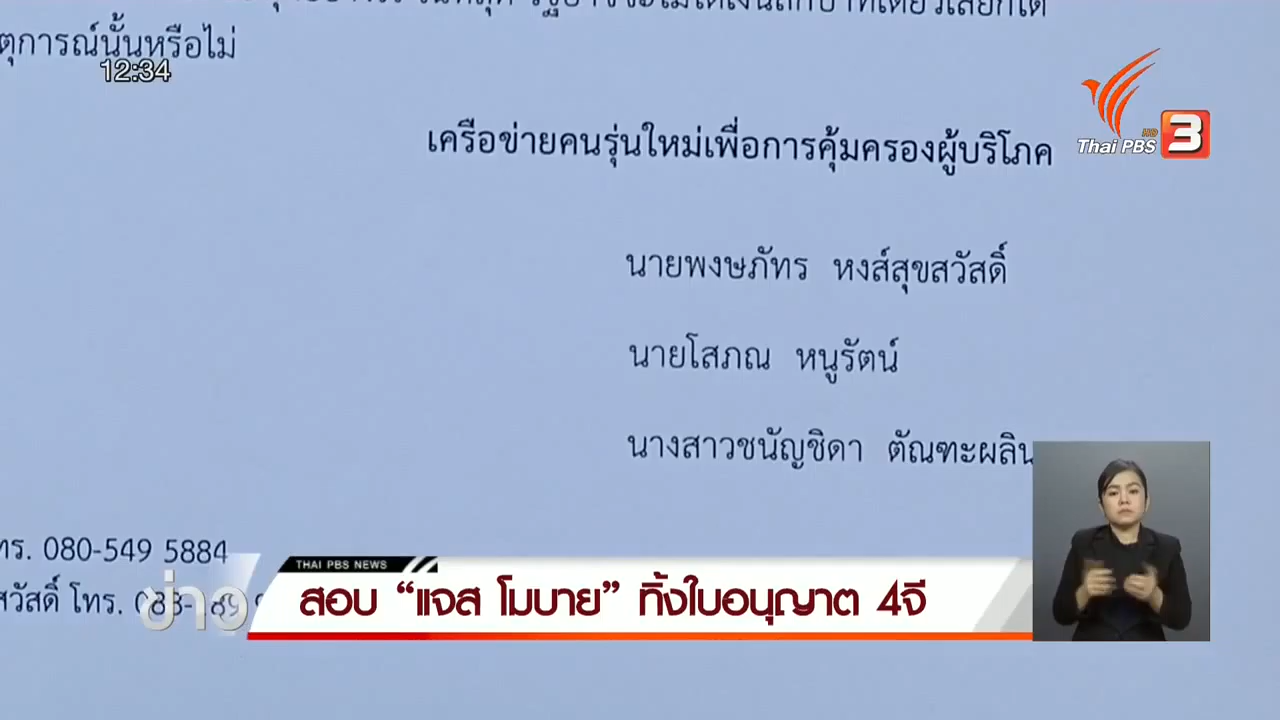 ตุการณ์นั้นหรือไม่
12:34
Thai PBS HD 3
เครือข่ายคนรุ่นใหม่เพื่อการคุ้มครองผู้บริโภค
นายพงษภัทร หงส์สุขสวัสดิ์
นายโสภณ หนูรัตน์
นางสาวชนัญชิดา ตัณฑะผลิน
โทร. 080-549 5884
สวัสดิ์ โทร.
ข่าว
THAI PBS NEWS
สอบ “แจส โมบาย” ทิ้งใบอนุญาต 4จี